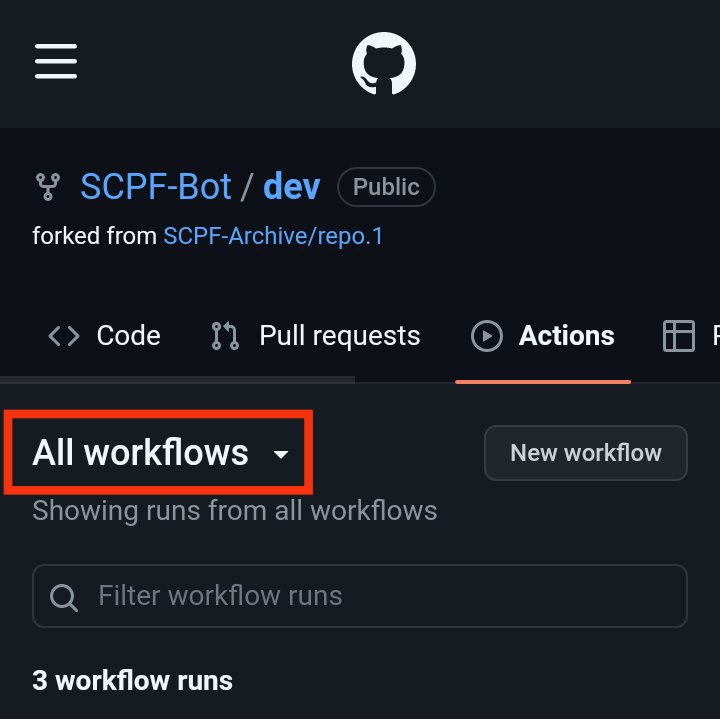 SCPF-Bot / dev Public
forked from SCPF-Archive/repo.1
Code Pull requests Actions
All workflows New workflow
Showing runs from all workflows
Filter workflow runs
3 workflow runs